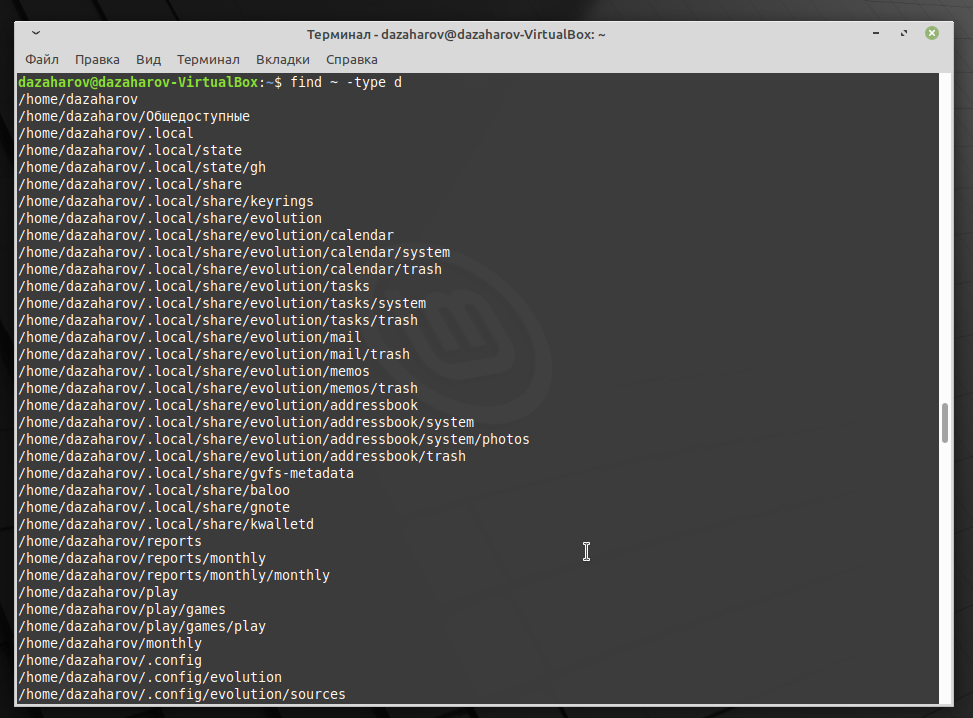 Терминал - dazaharov@dazaharov-VirtualBox: ~
Файл Правка Вид Терминал Вкладки Справка
dazaharov@dazaharov-VirtualBox:~$ find ~ -type d
/home/dazaharov
/home/dazaharov/Общедоступные
/home/dazaharov/.local
/home/dazaharov/.local/state
/home/dazaharov/.local/state/gh
/home/dazaharov/.local/share
/home/dazaharov/.local/share/keyrings
/home/dazaharov/.local/share/evolution
/home/dazaharov/.local/share/evolution/calendar
/home/dazaharov/.local/share/evolution/calendar/system
/home/dazaharov/.local/share/evolution/calendar/trash
/home/dazaharov/.local/share/evolution/tasks
/home/dazaharov/.local/share/evolution/tasks/system
/home/dazaharov/.local/share/evolution/tasks/trash
/home/dazaharov/.local/share/evolution/mail
/home/dazaharov/.local/share/evolution/mail/trash
/home/dazaharov/.local/share/evolution/memos
/home/dazaharov/.local/share/evolution/memos/trash
/home/dazaharov/.local/share/evolution/addressbook
/home/dazaharov/.local/share/evolution/addressbook/system
/home/dazaharov/.local/share/evolution/addressbook/system/photos
/home/dazaharov/.local/share/evolution/addressbook/trash
/home/dazaharov/.local/share/gvfs-metadata
/home/dazaharov/.local/share/baloo
/home/dazaharov/.local/share/gnote
/home/dazaharov/.local/share/kwalletd
/home/dazaharov/reports
/home/dazaharov/reports/monthly
/home/dazaharov/reports/monthly/monthly
/home/dazaharov/play
/home/dazaharov/play/games
/home/dazaharov/play/games/play
/home/dazaharov/monthly
/home/dazaharov/.config
/home/dazaharov/.config/evolution
/home/dazaharov/.config/evolution/sources